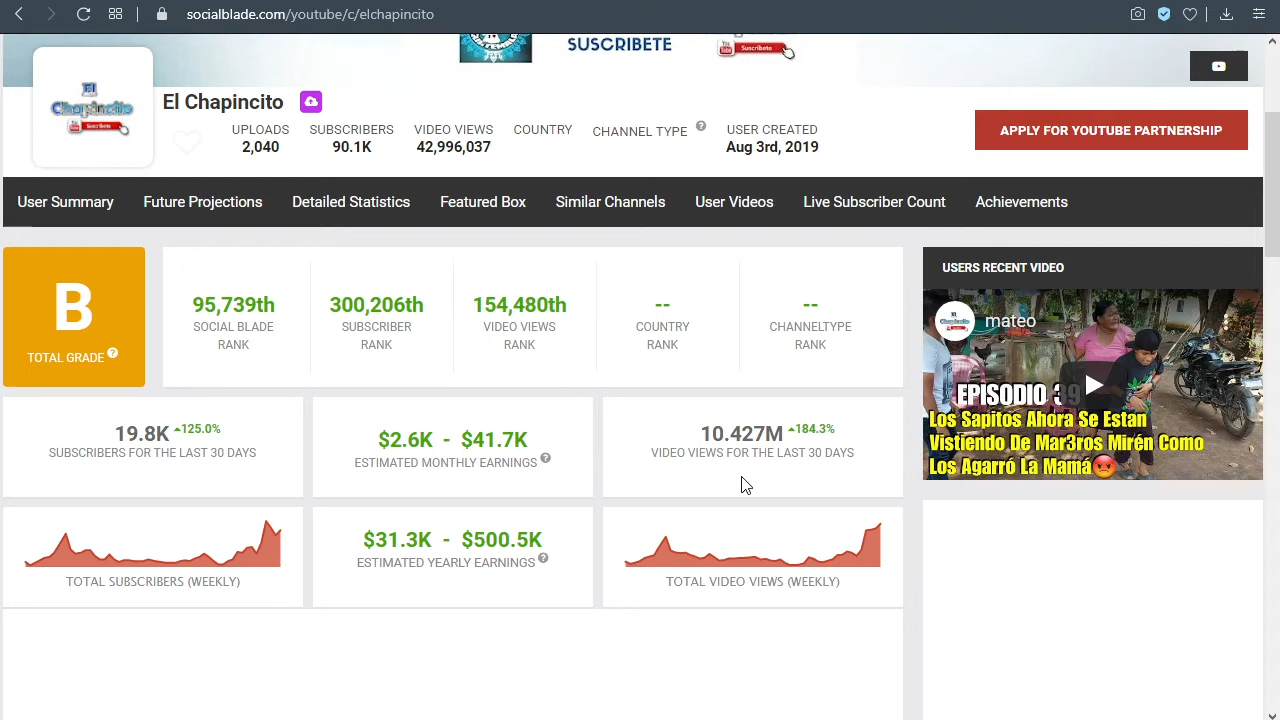 socialblade.com/youtube/c/elchapincito
SUSCRIBETE
Suscribete
El Chapincito
Suscribete
El Chapincito
UPLOADS
2,040
SUBSCRIBERS
90.1K
VIDEO VIEWS
42,996,037
COUNTRY
CHANNEL TYPE ?
USER CREATED
Aug 3rd, 2019
APPLY FOR YOUTUBE PARTNERSHIP
User Summary
Future Projections
Detailed Statistics
Featured Box
Similar Channels
User Videos
Live Subscriber Count
Achievements
B
TOTAL GRADE ?
95,739th
SOCIAL BLADE
RANK
300,206th
SUBSCRIBER
RANK
154,480th
VIDEO VIEWS
RANK
--
COUNTRY
RANK
--
CHANNELTYPE
RANK
USERS RECENT VIDEO
mateo
EPISODIO 39
Los Sapitos Ahora Se Estan
Vistiendo De Mar3ros Mirén Como
Los Agarró La Mamá
19.8K 125.0%
SUBSCRIBERS FOR THE LAST 30 DAYS
$2.6K - $41.7K
ESTIMATED MONTHLY EARNINGS ?
10.427M 184.3%
VIDEO VIEWS FOR THE LAST 30 DAYS
TOTAL SUBSCRIBERS (WEEKLY)
$31.3K - $500.5K
ESTIMATED YEARLY EARNINGS ?
TOTAL VIDEO VIEWS (WEEKLY)